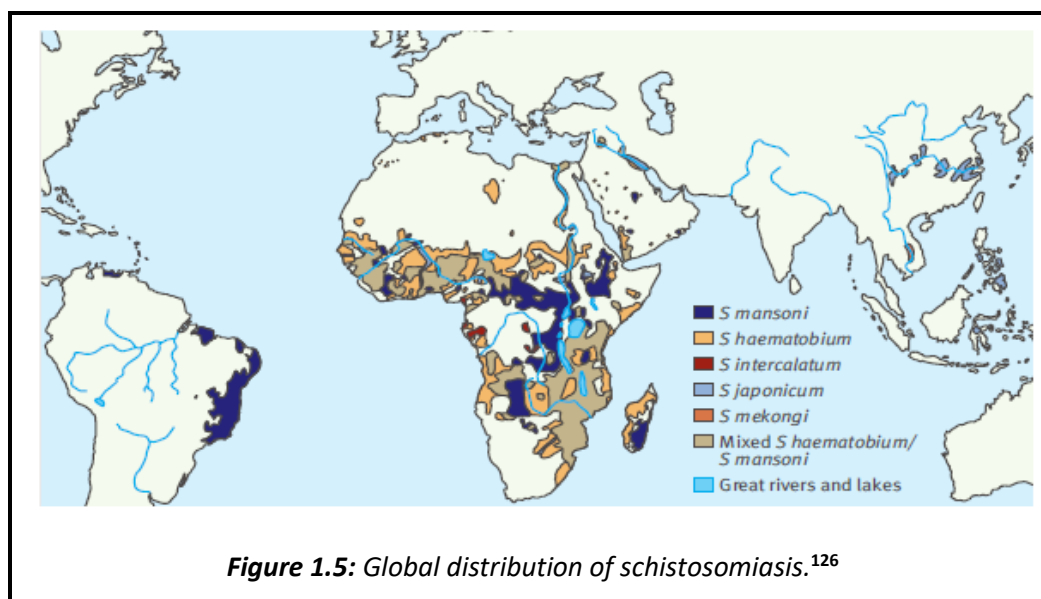 S mansoni
S haematobium
S intercalatum
S japonicum
S mekongi
Mixed S haematobium/
S mansoni
Great rivers and lakes
Figure 1.5: Global distribution of schistosomiasis.126